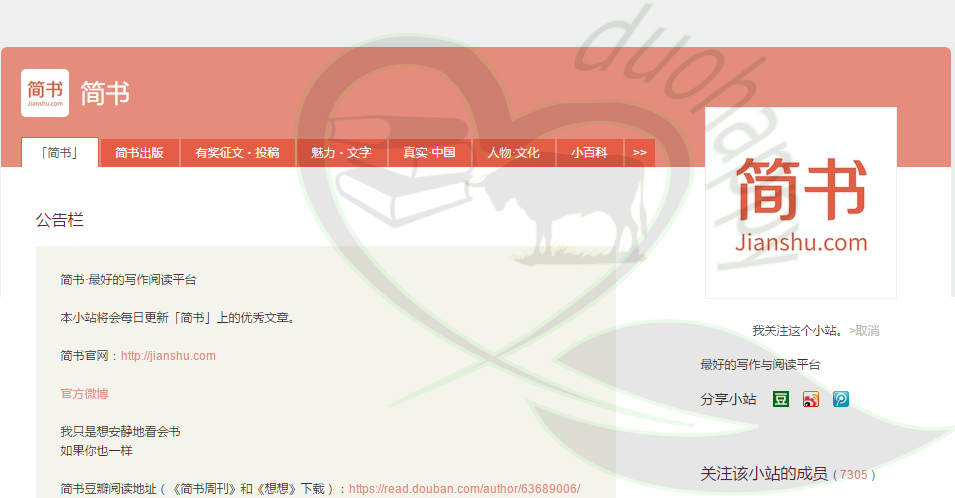 简书
Jianshu.com
简书
「简书」 简书出版 有奖征文・投稿 魅力・文字 真实·中国 人物·文化 小百科 >>
公告栏
简书·最好的写作阅读平台
本小站将会每日更新「简书」上的优秀文章。
简书官网：http://jianshu.com
官方微博
我只是想安静地看会书
如果你也一样
简书豆瓣阅读地址（《简书周刊》和《想想》下载）：https://read.douban.com/author/63689006/
简书
Jianshu.com
我关注这个小站。>取消
最好的写作与阅读平台
分享小站 豆
关注该小站的成员（7305）